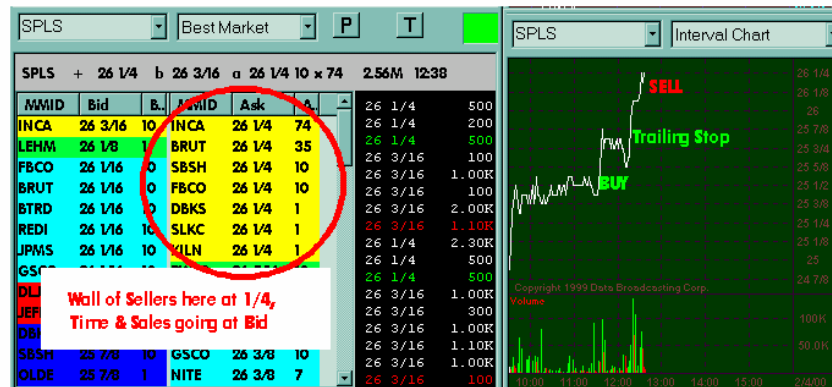 SPLS Best Market P T
SPLS + 26 1/4 b 26 3/16 a 26 1/4 10 x 74 2.56M 12:38
MMID Bid B.. MMID Ask A..
INCA 26 3/16 10 INCA 26 1/4 74
LEHM 26 1/8 BRUT 26 1/4 35
FBCO 26 1/16 SBSH 26 1/4 10
BRUT 26 1/16 FBCO 26 1/4 10
BTRD 26 1/16 10 DBKS 26 1/4 1
REDI 26 1/16 10 SLKC 26 1/4 1
JPMS 26 1/16 10 KILN 26 1/4 1
Wall of Sellers here at 1/4,
Time & Sales going at Bid
SBSH 25 7/8 10 GSCO 26 3/8 10
OLDE 25 7/8 1 NITE 26 3/8 7
26 1/4 500
26 1/4 200
26 1/4 500
26 3/16 100
26 3/16 1.00K
26 3/16 100
26 3/16 2.00K
26 3/16 1.10K
26 1/4 2.30K
26 1/4 500
26 1/4 500
26 3/16 1.00K
26 3/16 300
26 3/16 1.00K
26 3/16 1.10K
26 3/16 1.00K
26 3/16 100
SPLS Interval Chart
SELL
Trailing Stop
BUY
26 1/4
26 1/8
26
25 7/8
25 3/4
25 5/8
25 1/2
25 3/8
25 1/4
25 1/8
25
24 7/8
Copyright 1999 Data Broadcasting Corp.
Volume
100K
50.0K
10:00 11:00 12:00 13:00 14:00 15:00 2/4/00